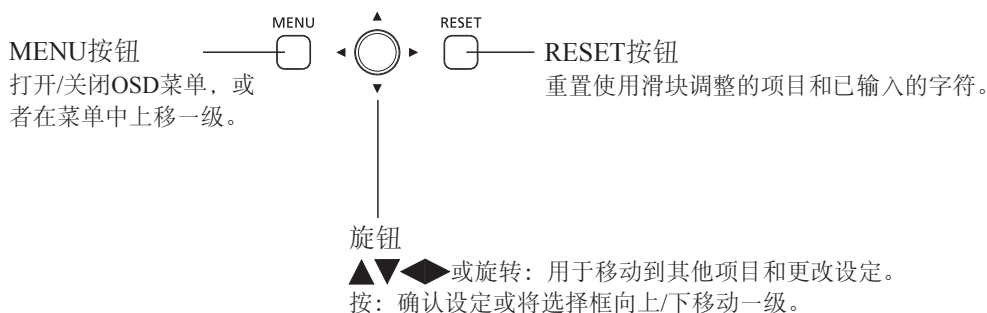 MENU
RESET
MENU按钮
打开/关闭OSD菜单，或
者在菜单中上移一级。
RESET按钮
重置使用滑块调整的项目和已输入的字符。
旋钮
▲▼◀▶或旋转：用于移动到其他项目和更改设定。
按：确认设定或将选择框向上/下移动一级。